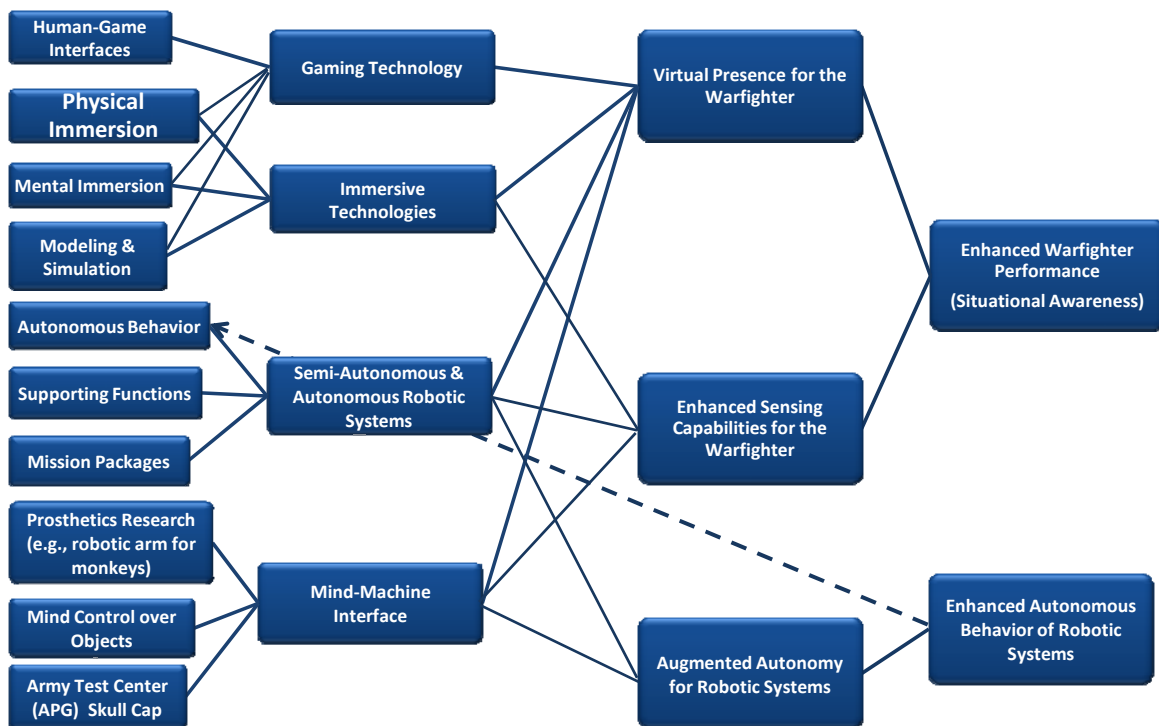 Human-Game
Interfaces
Physical
Immersion
Mental Immersion
Modeling &
Simulation
Autonomous Behavior
Supporting Functions
Mission Packages
Prosthetics Research
(e.g., robotic arm for
monkeys)
Mind Control over
Objects
Army Test Center
(APG) Skull Cap
Gaming Technology
Immersive
Technologies
Semi-Autonomous &
Autonomous Robotic
Systems
Mind-Machine
Interface
Virtual Presence for the
Warfighter
Enhanced Sensing
Capabilities for the
Warfighter
Augmented Autonomy
for Robotic Systems
Enhanced Warfighter
Performance
(Situational Awareness)
Enhanced Autonomous
Behavior of Robotic
Systems